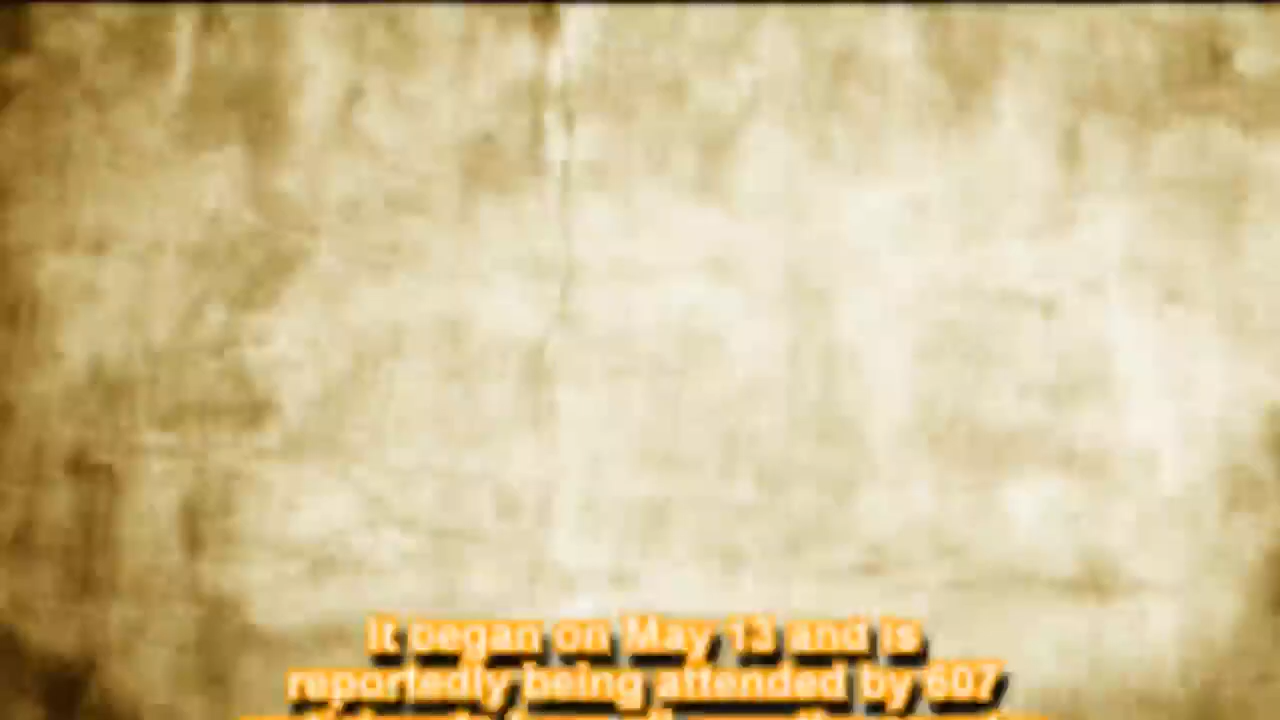 It began on May 13 and is
reportedly being attended by 607